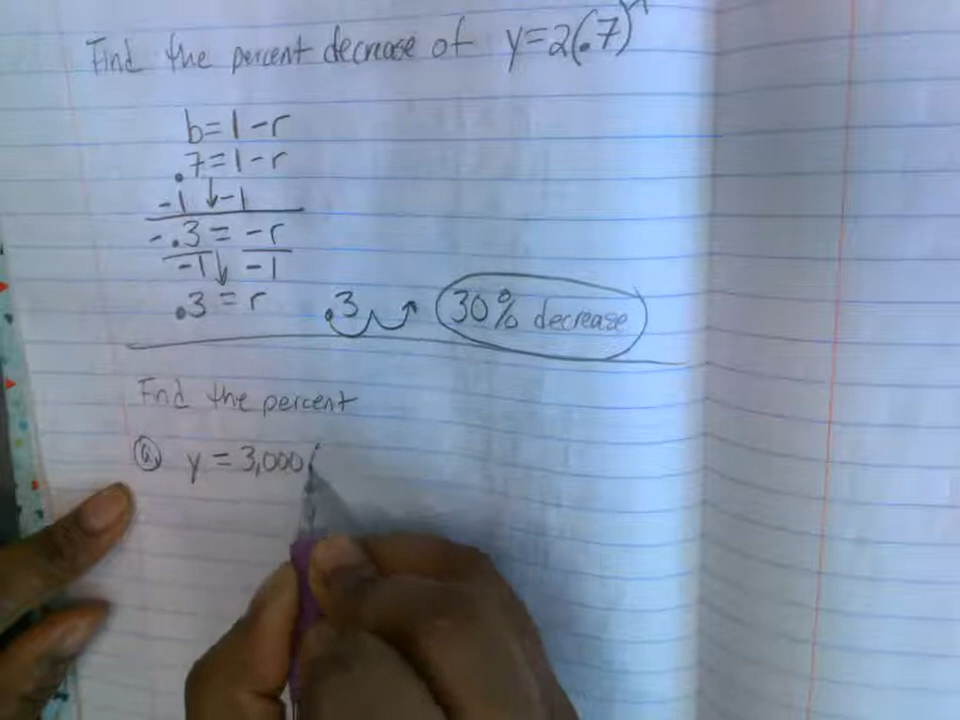 Find the percent decrease of y=2(.7)
b=1-r
.7=1-r
-1 ↓-1
-.3 = -r
-1 ↓ -1
.3 = r .3 30% decrease
Find the percent
a y = 3,000(